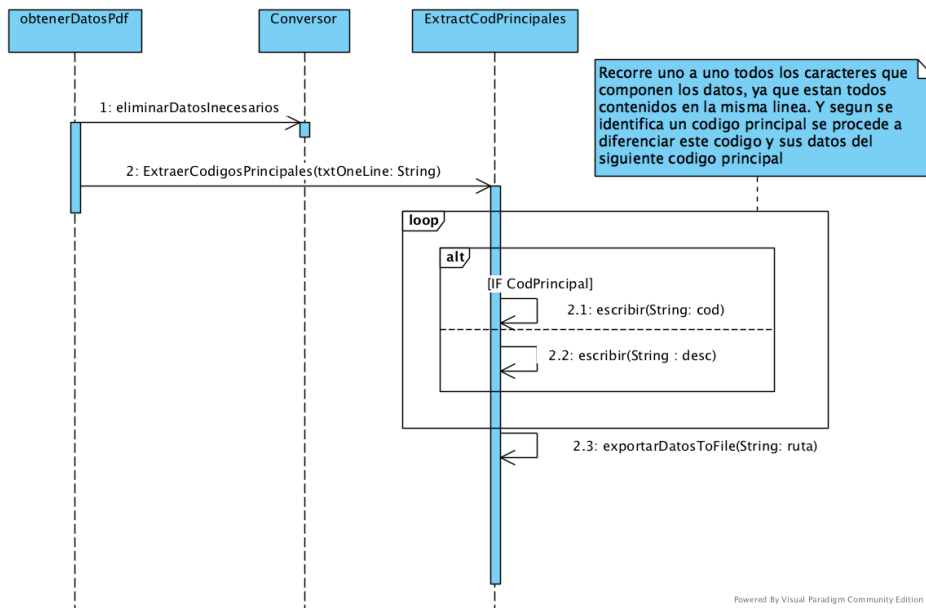 obtenerDatosPdf
Conversor
ExtractCodPrincipales
Recorre uno a uno todos los caracteres que
componen los datos, ya que estan todos
contenidos en la misma linea. Y segun se
identifica un codigo principal se procede a
diferenciar este codigo y sus datos del
siguiente codigo principal
1: eliminarDatosInecesarios
2: ExtraerCodigosPrincipales(txtOneLine: String)
loop
alt
[IF CodPrincipal]
2.1: escribir(String: cod)
2.2: escribir(String : desc)
2.3: exportarDatosToFile(String: ruta)
Powered By Visual Paradigm Community Edition